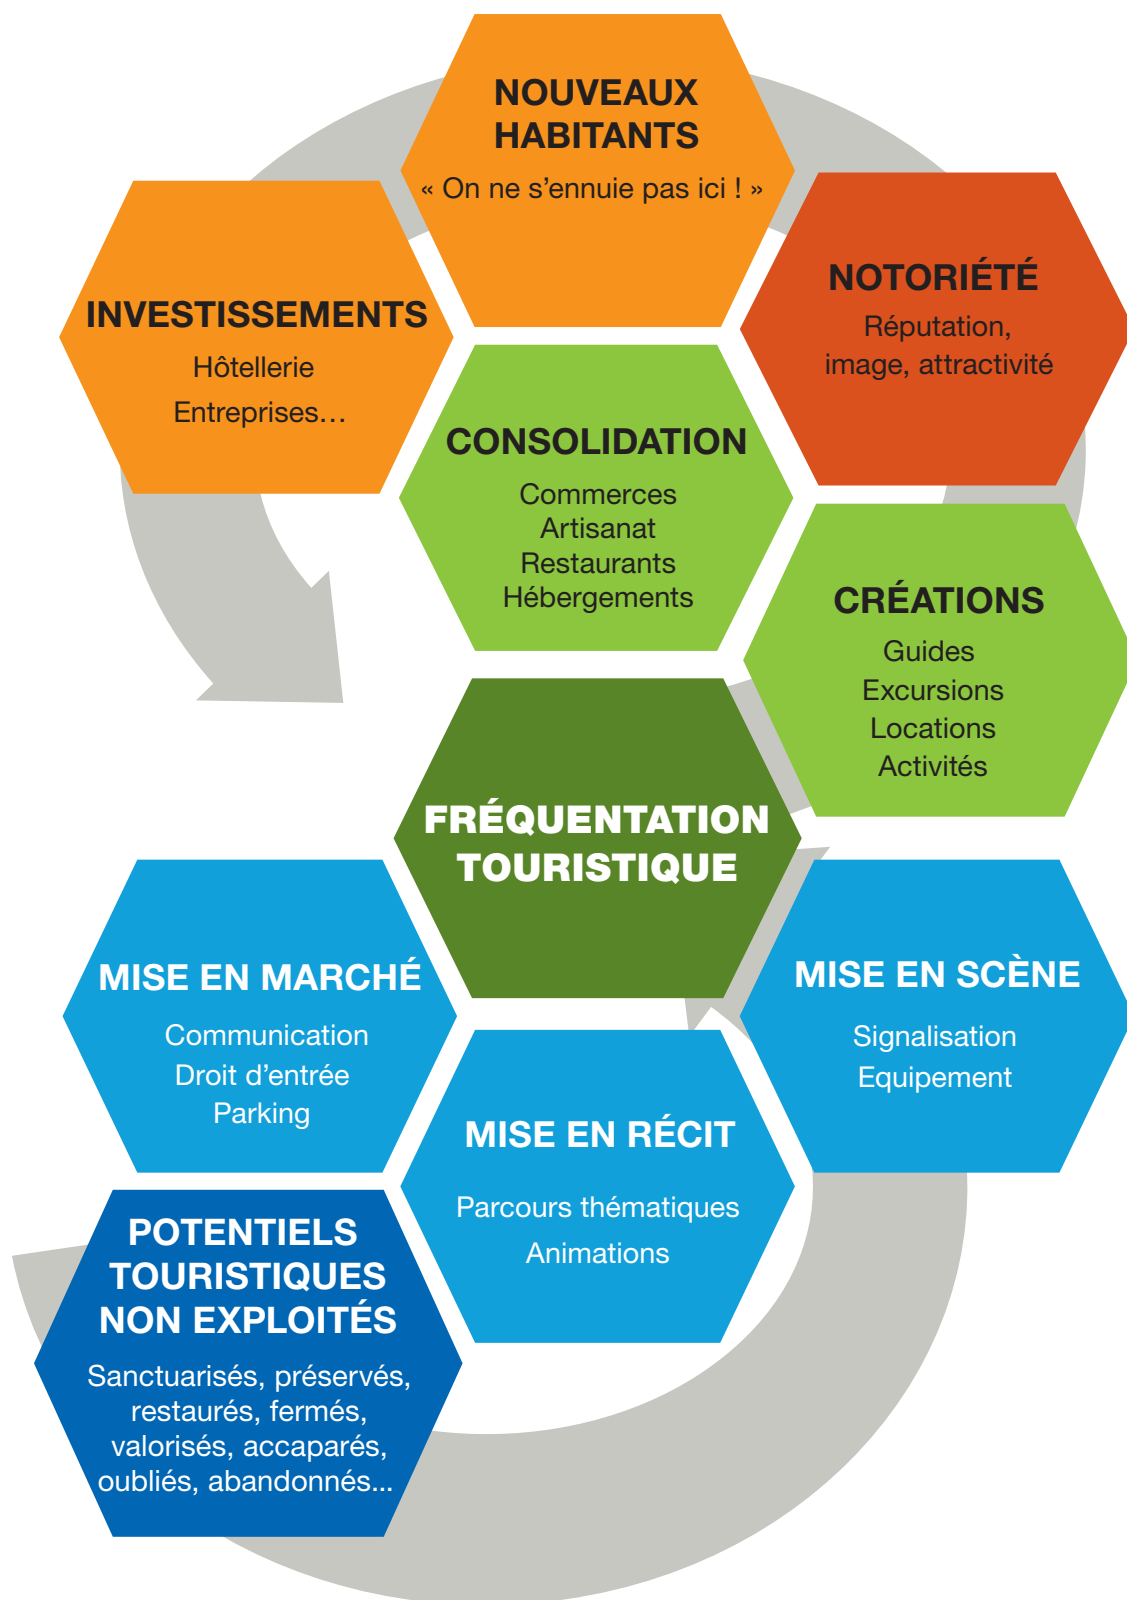 NOUVEAUX
HABITANTS
« On ne s’ennuie pas ici ! »
NOTORIÉTÉ
Réputation,
image, attractivité
INVESTISSEMENTS
Hôtellerie
Entreprises…
CONSOLIDATION
Commerces
Artisanat
Restaurants
Hébergements
CRÉATIONS
Guides
Excursions
Locations
Activités
FRÉQUENTATION
TOURISTIQUE
MISE EN MARCHÉ
Communication
Droit d’entrée
Parking
MISE EN SCÈNE
Signalisation
Equipement
MISE EN RÉCIT
Parcours thématiques
Animations
POTENTIELS
TOURISTIQUES
NON EXPLOITÉS
Sanctuarisés, préservés,
restaurés, fermés,
valorisés, accaparés,
oubliés, abandonnés...